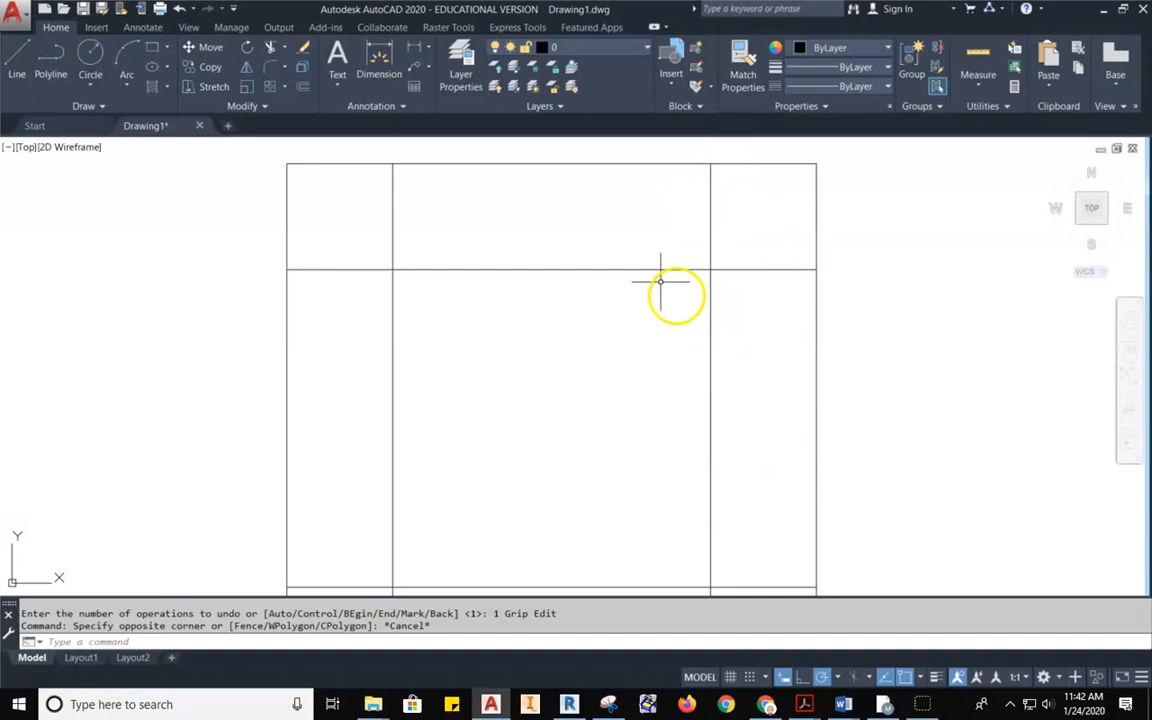 Autodesk AutoCAD 2020 - EDUCATIONAL VERSION Drawing1.dwg
Type a keyword or phrase
Sign In
Home Insert Annotate View Manage Output Add-ins Collaborate Raster Tools Express Tools Featured Apps
Line Polyline Circle Arc
Move
Copy
Stretch
Text Dimension
Layer Properties
0
Insert
Match Properties
ByLayer
ByLayer
ByLayer
Group
Measure
Paste
Base
Draw Modify Annotation Layers Block Properties Groups Utilities Clipboard View
Start Drawing1*
[−][Top][2D Wireframe]
N
W TOP E
S
WCS
Y
X
Enter the number of operations to undo or [Auto/Control/BEgin/End/Mark/Back] <1>: 1 Grip Edit
Command: Specify opposite corner or [Fence/WPolygon/CPolygon]: *Cancel*
Type a command
Model Layout1 Layout2 +
MODEL 1:1
Type here to search
11:42 AM
1/24/2020